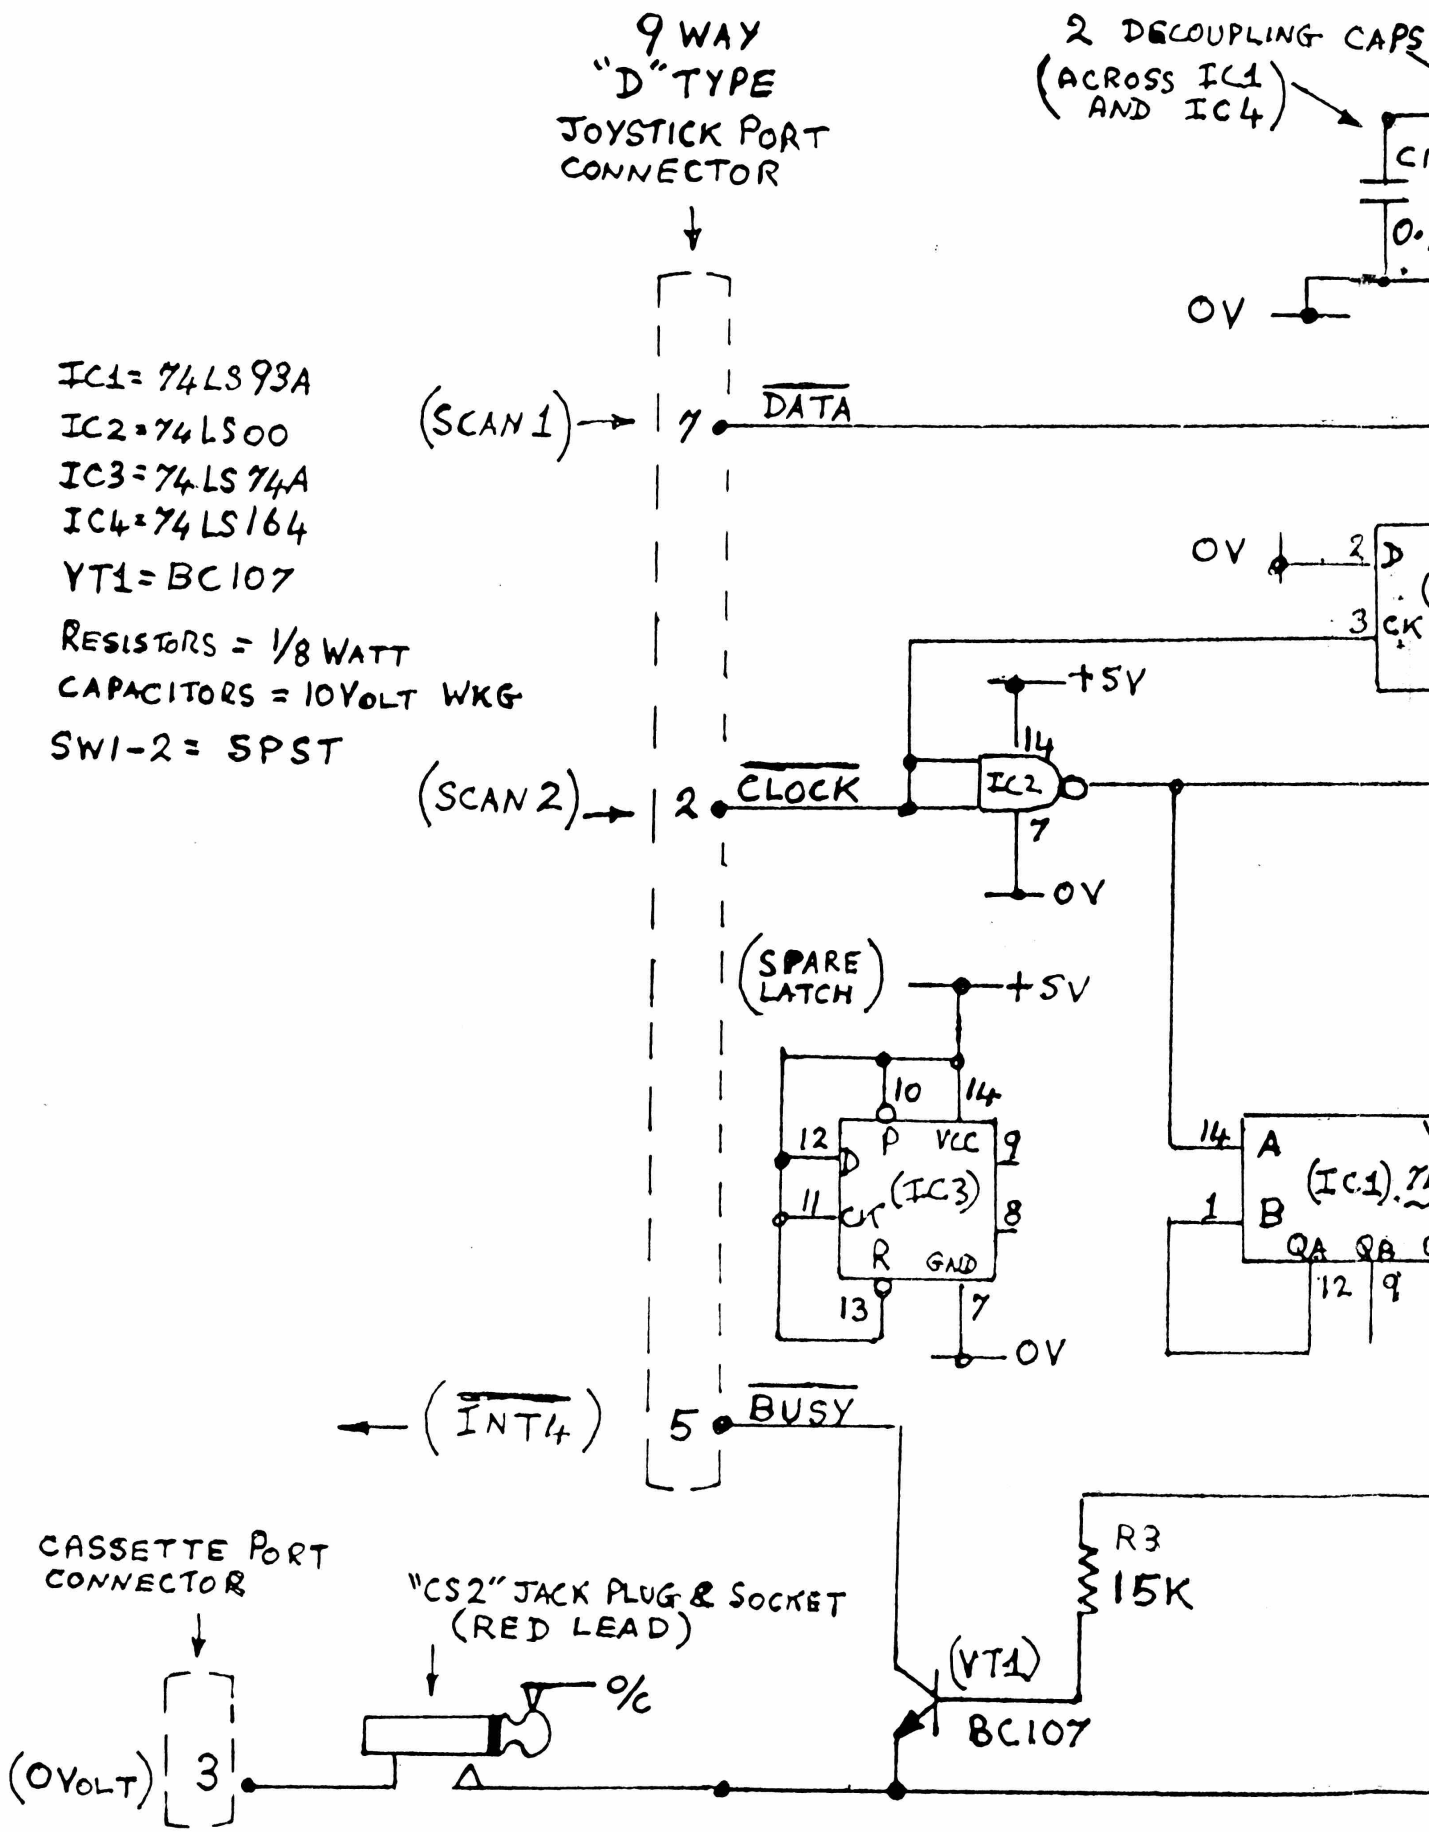 9 WAY
"D" TYPE
JOYSTICK PORT
CONNECTOR
2 DECOUPLING CAPS
(ACROSS IC1
AND IC4)
C1
0.
0V
IC1= 74LS93A
IC2=74LS00
IC3=74LS74A
IC4=74LS164
VT1=BC107
RESISTORS = 1/8 WATT
CAPACITORS = 10VOLT WKG
SW1-2= SPST
(SCAN 1)
7
DATA
0V
2
D
3
CK
+5V
14
IC2
7
0V
(SCAN 2)
2
CLOCK
(SPARE
LATCH)
+5V
10
14
12
D
P
VCC
9
(IC3)
11
CK
8
R
GND
13
7
0V
14
A
(IC1).
1
B
QA
QB
12
9
(INT4)
5
BUSY
R3
15K
CASSETTE PORT
CONNECTOR
"CS2" JACK PLUG & SOCKET
(RED LEAD)
O/C
(VT1)
BC107
(0VOLT)
3